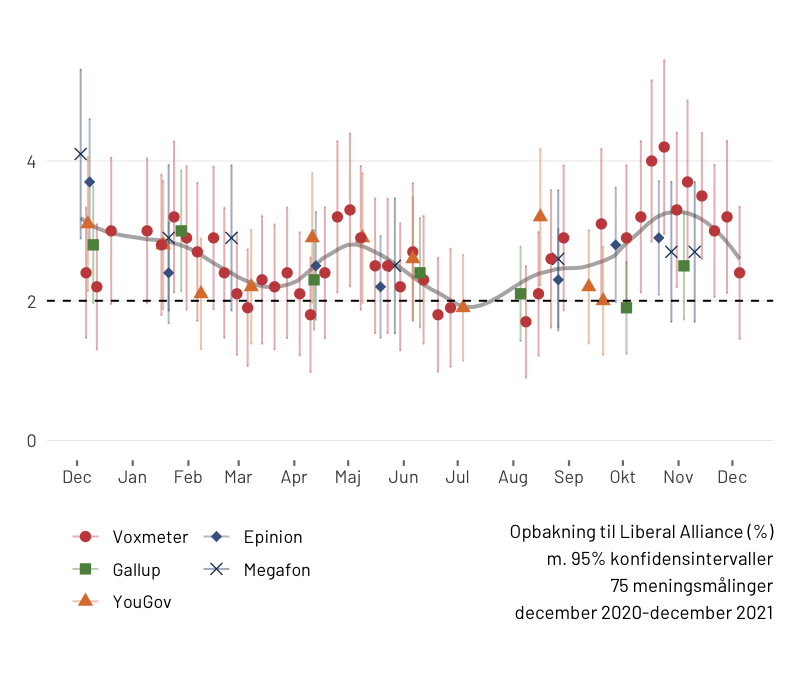 4
2
0
Dec Jan Feb Mar Apr Maj Jun Jul Aug Sep Okt Nov Dec
Voxmeter Epinion
Gallup Megafon
YouGov
Opbakning til Liberal Alliance (%)
m. 95% konfidensintervaller
75 meningsmålinger
december 2020-december 2021